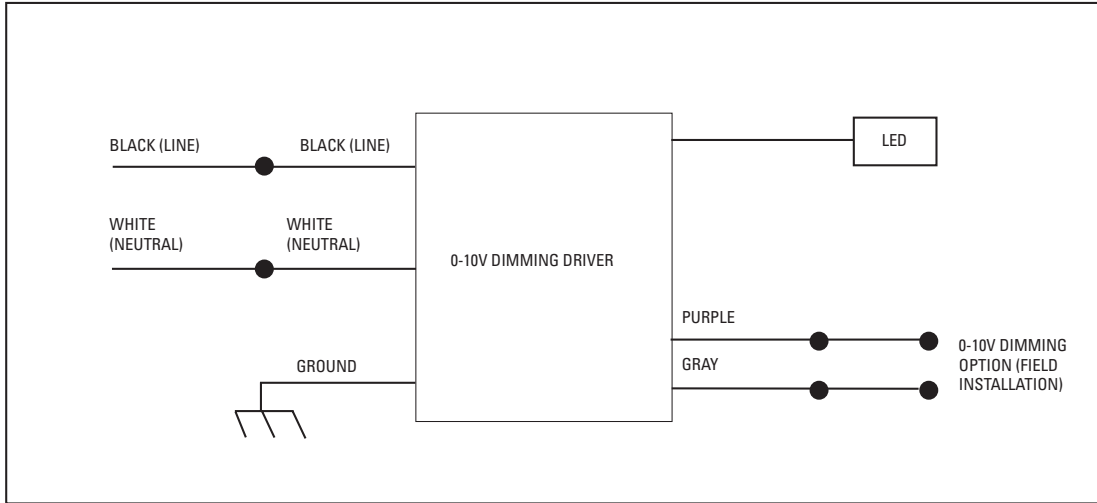 BLACK (LINE)
BLACK (LINE)
LED
WHITE
(NEUTRAL)
WHITE
(NEUTRAL)
0-10V DIMMING DRIVER
PURPLE
GRAY
0-10V DIMMING
OPTION (FIELD
INSTALLATION)
GROUND